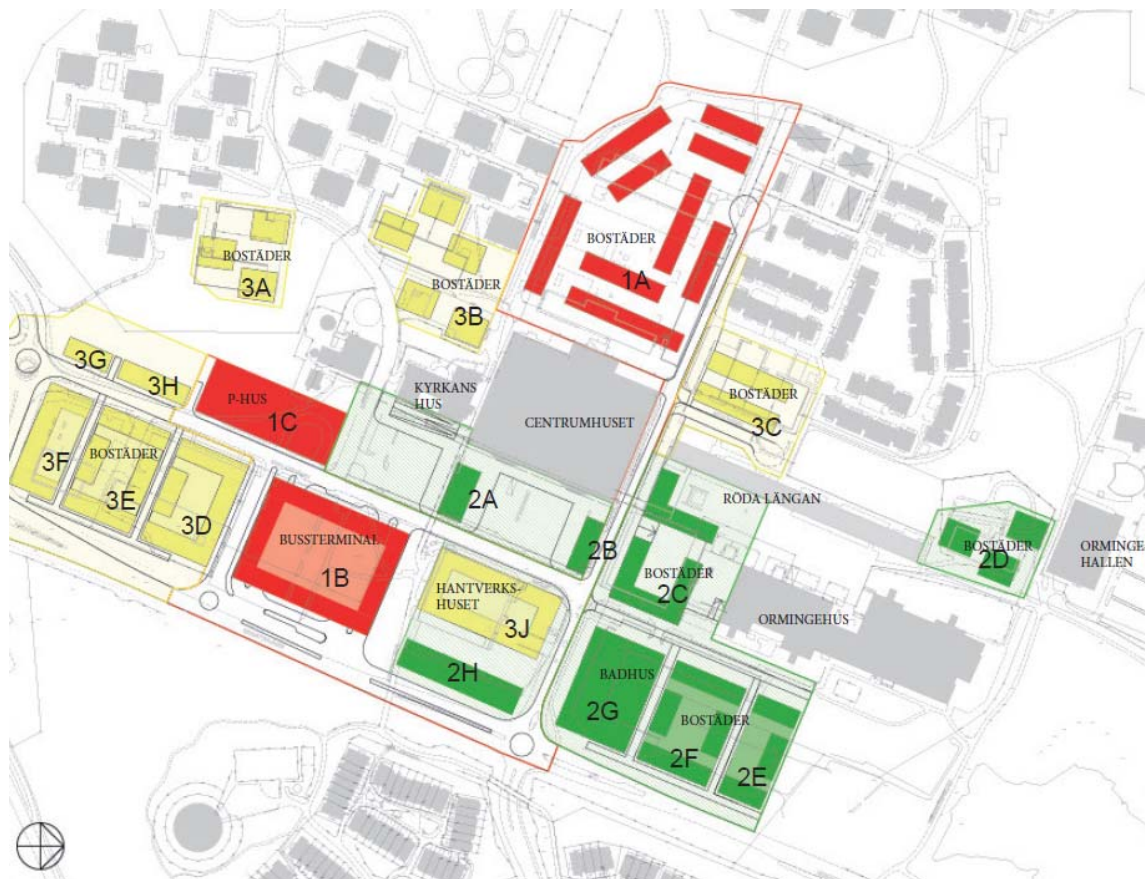 BOSTÄDER
1A
BOSTÄDER
3A
BOSTÄDER
3B
3G
3H
P-HUS
1C
KYRKANS
HUS
CENTRUMHUSET
BOSTÄDER
3C
3F
BOSTÄDER
3E
3D
2A
RÖDA LÄNGAN
BUSSTERMINAL
1B
2B
BOSTÄDER
2C
BOSTÄDER
2D
ORMINGE
HALLEN
HANTVERKS-
HUSET
3J
ORMINGEHUS
2H
BADHUS
2G
BOSTÄDER
2F
2E